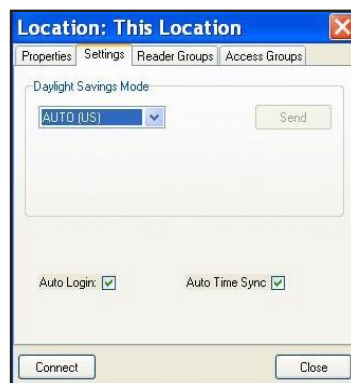 Location: This Location
Properties Settings Reader Groups Access Groups
Daylight Savings Mode
AUTO (US) Send
Auto Login: Auto Time Sync
Connect Close